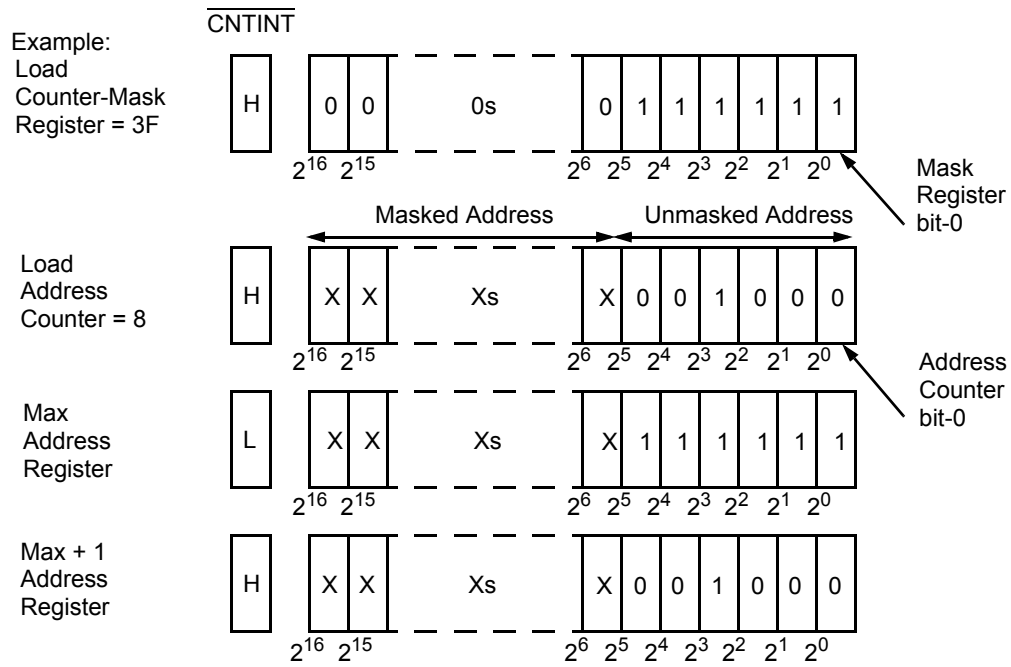 CNTINT
Example:
Load
Counter-Mask
Register = 3F
H 0 0 0s 0 1 1 1 1 1 1
2^16 2^15 2^6 2^5 2^4 2^3 2^2 2^1 2^0
Mask
Register
bit-0
Masked Address Unmasked Address
Load
Address
Counter = 8
H X X Xs X 0 0 1 0 0 0
2^16 2^15 2^6 2^5 2^4 2^3 2^2 2^1 2^0
Address
Counter
bit-0
Max
Address
Register
L X X Xs X 1 1 1 1 1 1
2^16 2^15 2^6 2^5 2^4 2^3 2^2 2^1 2^0
Max + 1
Address
Register
H X X Xs X 0 0 1 0 0 0
2^16 2^15 2^6 2^5 2^4 2^3 2^2 2^1 2^0